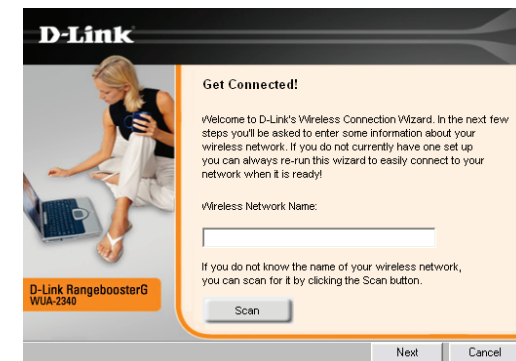 D-Link
Get Connected!
Welcome to D-Link's Wireless Connection Wizard. In the next few
steps you'll be asked to enter some information about your
wireless network. If you do not currently have one set up
you can always re-run this wizard to easily connect to your
network when it is ready!
Wireless Network Name:
If you do not know the name of your wireless network,
you can scan for it by clicking the Scan button.
Scan
D-Link RangeboosterG
WUA-2340
Next
Cancel